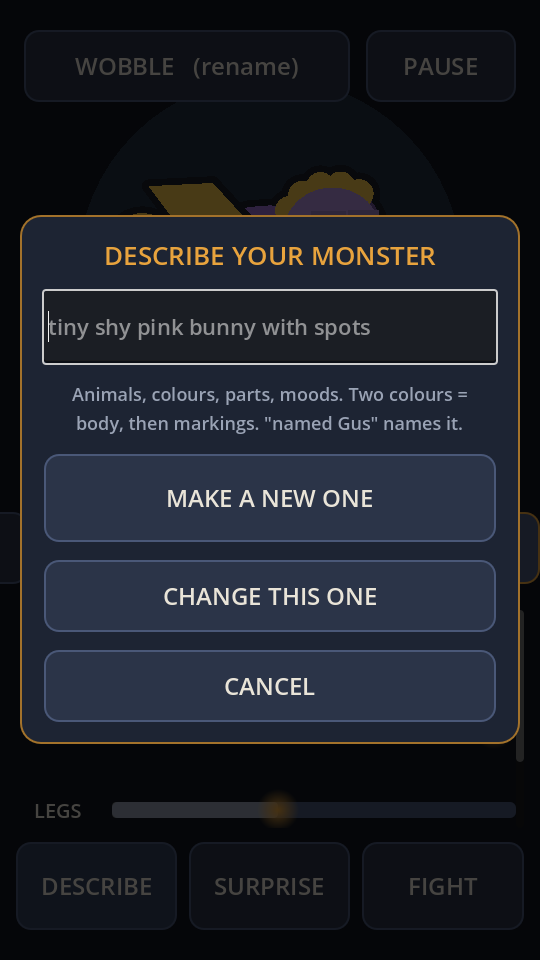 WOBBLE (rename)
PAUSE
DESCRIBE YOUR MONSTER
tiny shy pink bunny with spots
Animals, colours, parts, moods. Two colours =
body, then markings. "named Gus" names it.
MAKE A NEW ONE
CHANGE THIS ONE
CANCEL
LEGS
DESCRIBE
SURPRISE
FIGHT